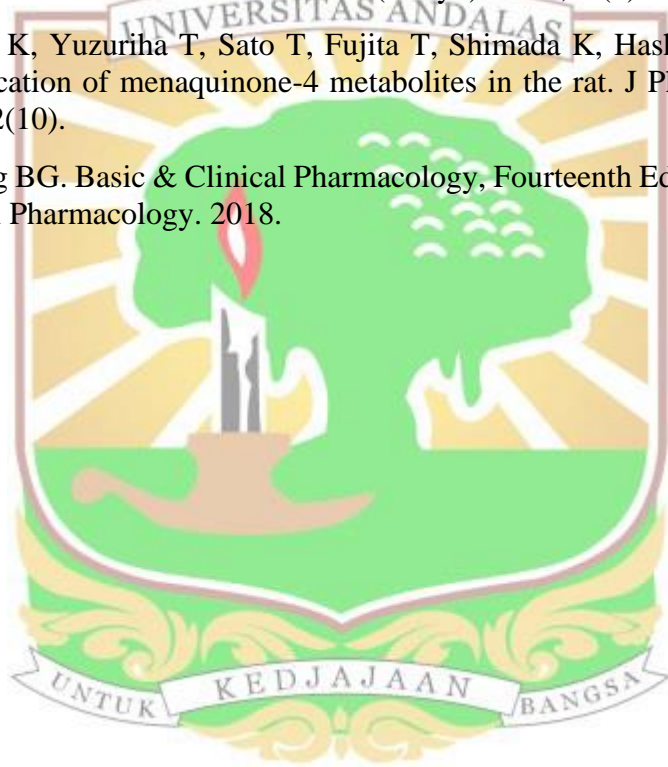 UNIVERSITAS ANDALAS
K, Yuzuriha T, Sato T, Fujita T, Shimada K, Hash
cation of menaquinone-4 metabolites in the rat. J P
2(10).
g BG. Basic & Clinical Pharmacology, Fourteenth Ed
l Pharmacology. 2018.
UNTUK KEDJAJAAN BANGSA